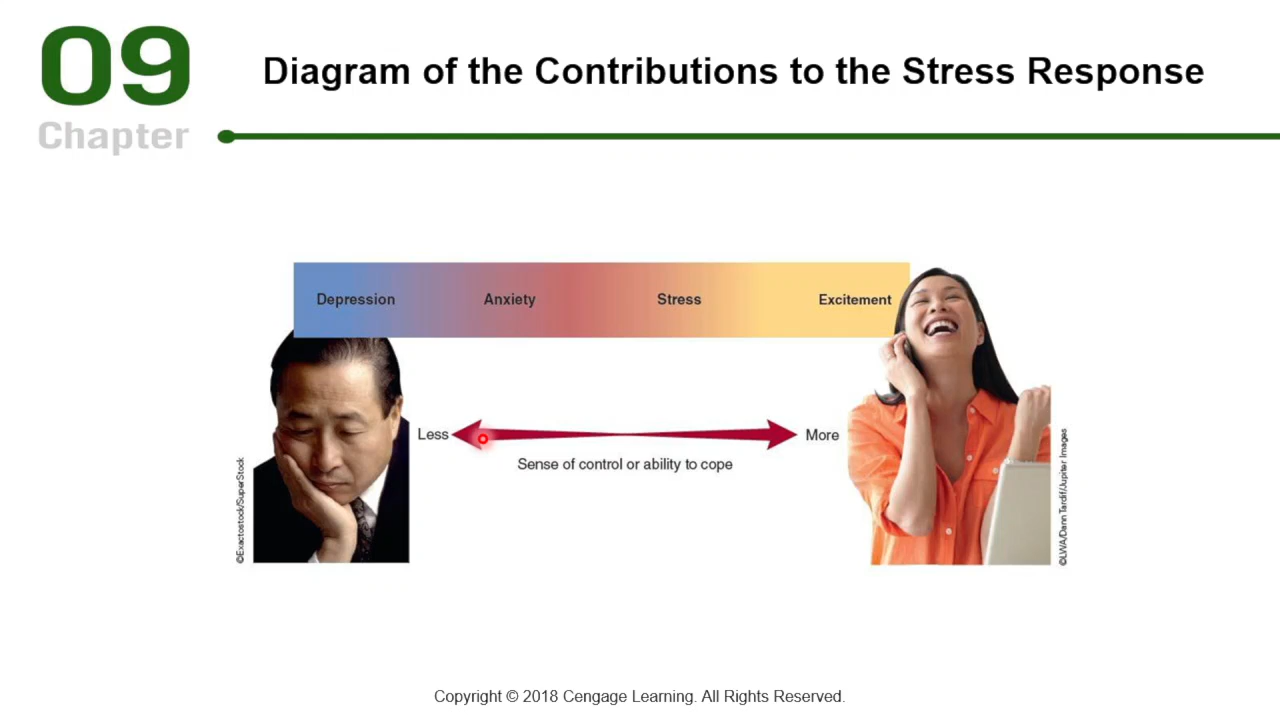 09
Chapter
Diagram of the Contributions to the Stress Response
Depression Anxiety Stress Excitement
Less More
Sense of control or ability to cope
©Exactostock/SuperStock
©LWA/Dann Tardif/Jupiter Images
Copyright © 2018 Cengage Learning. All Rights Reserved.